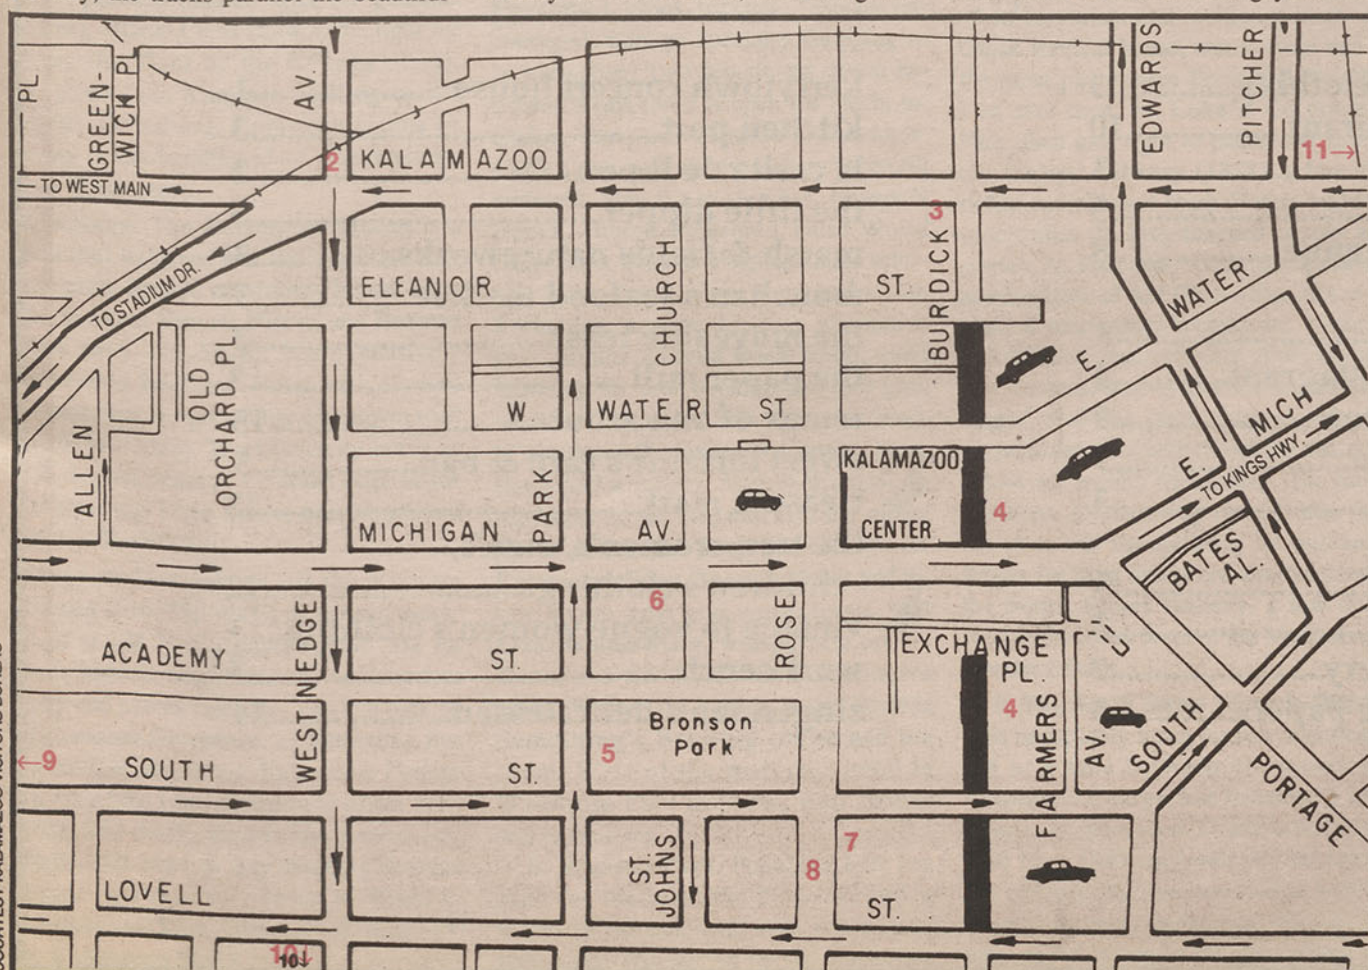 PL
GREEN-
WICH PL
AV.
2
KALAMAZOO
EDWARDS
PITCHER
11→
TO WEST MAIN
3
TO STADIUM DR.
ELEANOR
CHURCH
ST.
BURDICK
WATER
E.
OLD
ORCHARD PL
W.
WATER
ST.
MICH
ALLEN
KALAMAZOO
E.
TO KINGS HWY.
MICHIGAN
PARK
AV.
CENTER
4
BATES
AL.
6
ROSE
EXCHANGE
PL.
ACADEMY
WESTNEDGE
ST.
4
FARMERS
AV.
Bronson
Park
5
←9
SOUTH
ST.
SOUTH
PORTAGE
7
ST.
JOHNS
8
LOVELL
ST.
10↓
10↓